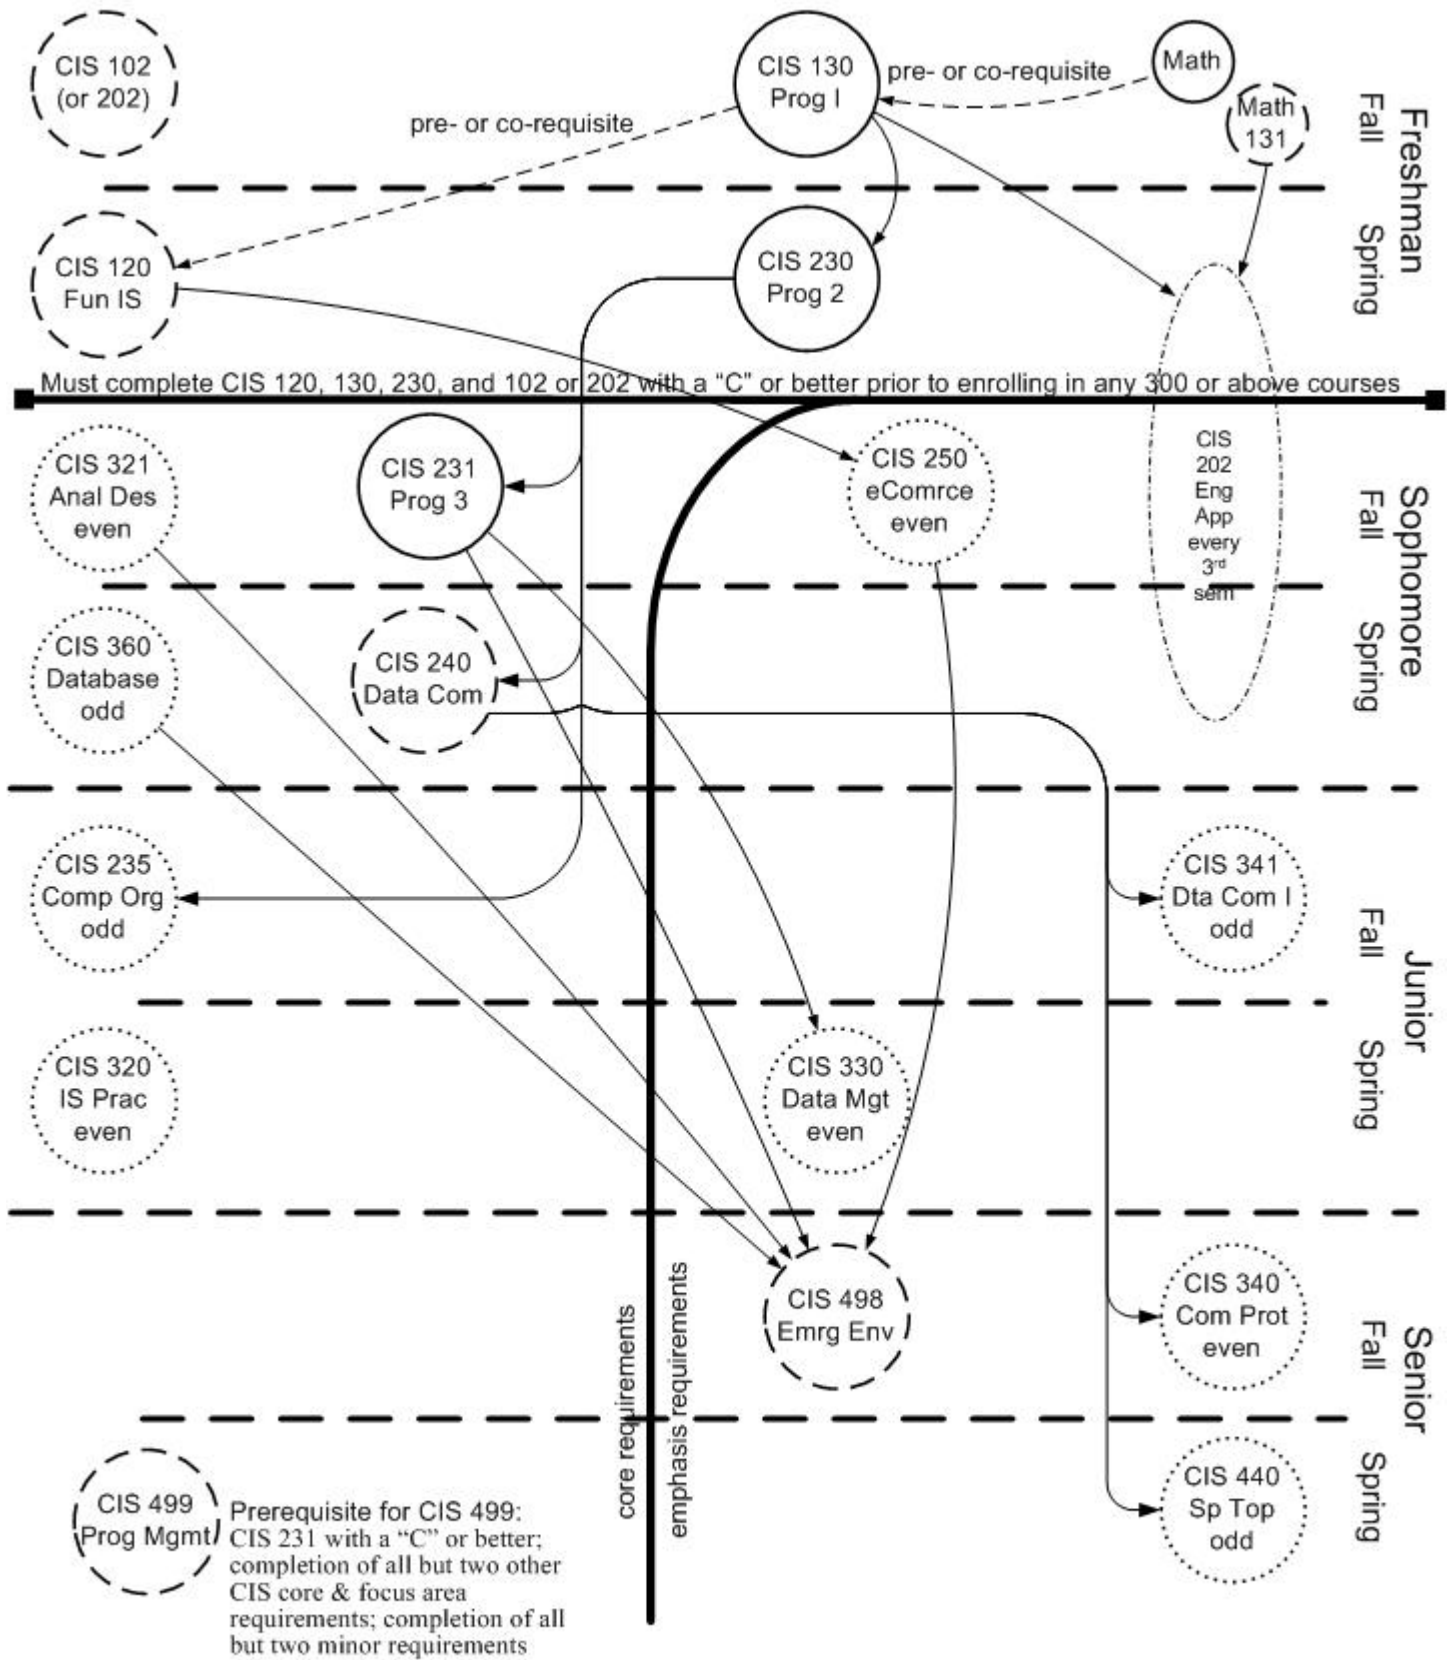 CIS 102
(or 202)
CIS 130
Prog I
pre- or co-requisite
Math
Math
131
pre- or co-requisite
Freshman
Fall
Spring
CIS 120
Fun IS
CIS 230
Prog 2
Must complete CIS 120, 130, 230, and 102 or 202 with a “C” or better prior to enrolling in any 300 or above courses
CIS 321
Anal Des
even
CIS 231
Prog 3
CIS 250
eComrce
even
CIS
202
Eng
App
every
3rd
sem
Sophomore
Fall
Spring
CIS 360
Database
odd
CIS 240
Data Com
CIS 235
Comp Org
odd
CIS 341
Dta Com I
odd
Junior
Fall
Spring
CIS 320
IS Prac
even
CIS 330
Data Mgt
even
CIS 498
Emrg Env
CIS 340
Com Prot
even
Senior
Fall
Spring
core requirements
emphasis requirements
CIS 499
Prog Mgmt
Prerequisite for CIS 499:
CIS 231 with a “C” or better;
completion of all but two other
CIS core & focus area
requirements; completion of all
but two minor requirements
CIS 440
Sp Top
odd